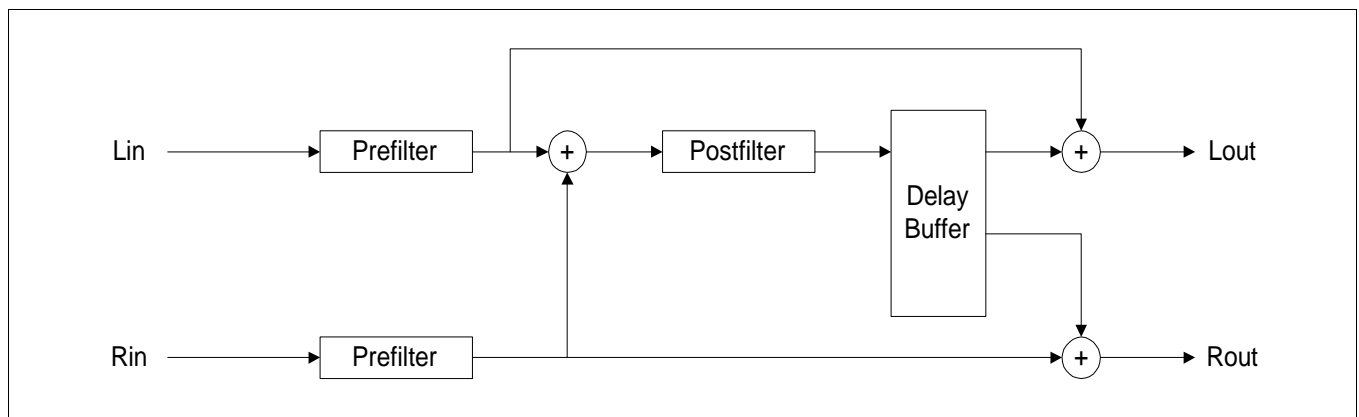 Lin
Prefilter
+
Postfilter
Delay
Buffer
+
Lout
Rin
Prefilter
+
Rout